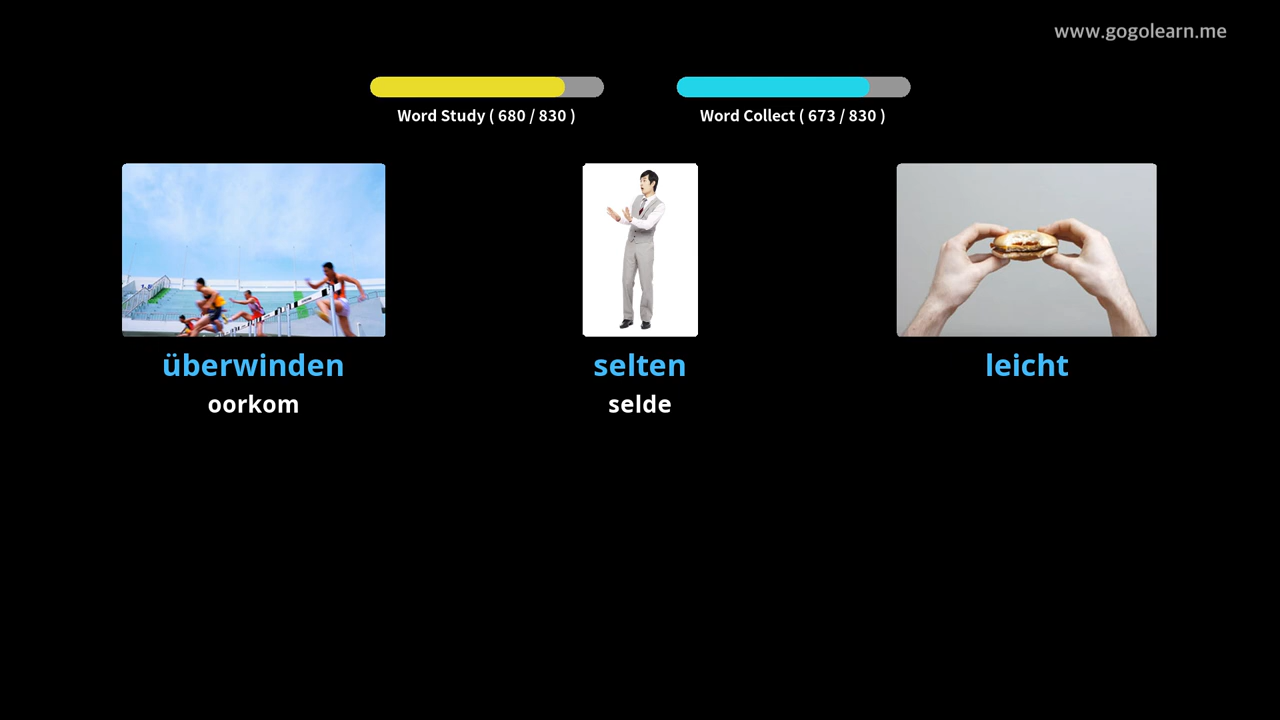 www.gogolearn.me
Word Study ( 680 / 830 )
Word Collect ( 673 / 830 )
überwinden
oorkom
selten
selde
leicht